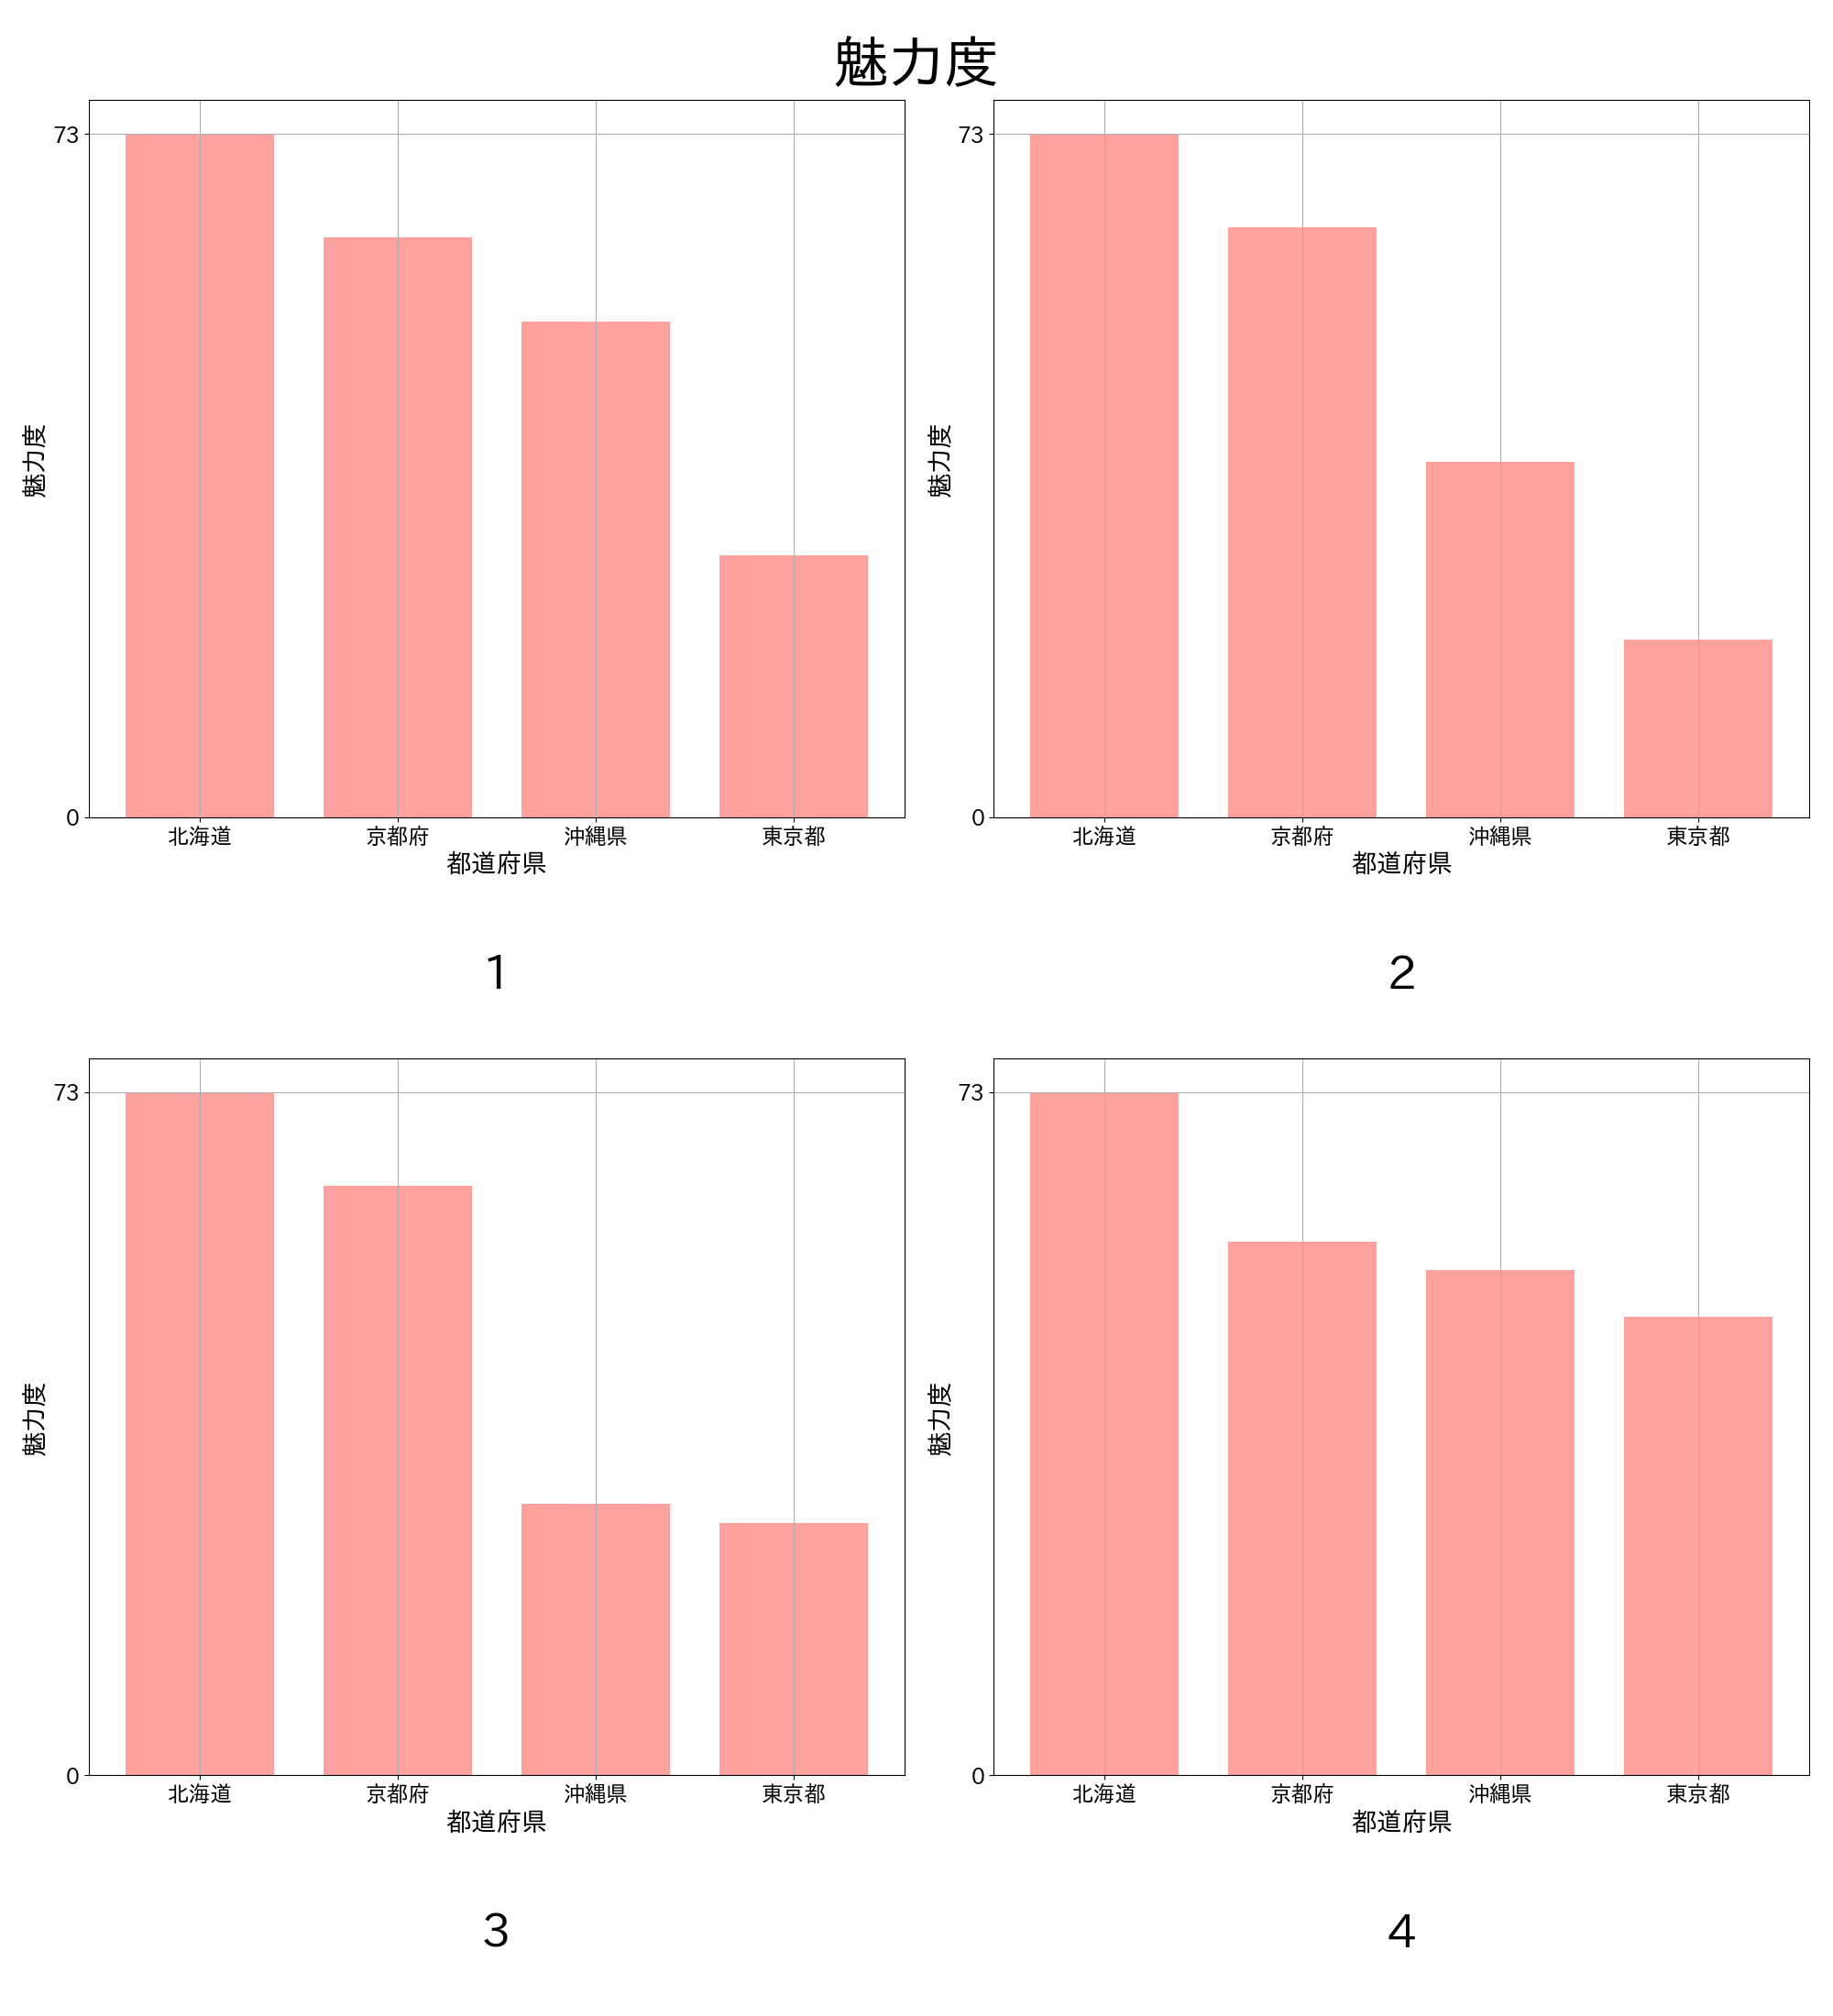 魅力度
73
0
魅力度
北海道 京都府 沖縄県 東京都
都道府県
1
73
0
魅力度
北海道 京都府 沖縄県 東京都
都道府県
2
73
0
魅力度
北海道 京都府 沖縄県 東京都
都道府県
3
73
0
魅力度
北海道 京都府 沖縄県 東京都
都道府県
4